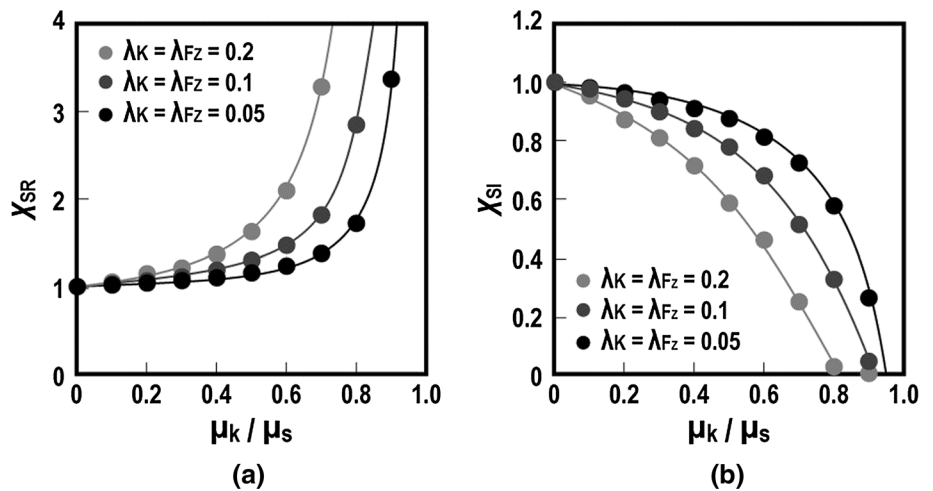 4
3
2
1
0
χSR
λK = λFz = 0.2
λK = λFz = 0.1
λK = λFz = 0.05
0 0.2 0.4 0.6 0.8 1.0
μk / μs
(a)
1.2
1.0
0.8
0.6
0.4
0.2
0
χSI
λK = λFz = 0.2
λK = λFz = 0.1
λK = λFz = 0.05
0 0.2 0.4 0.6 0.8 1.0
μk / μs
(b)